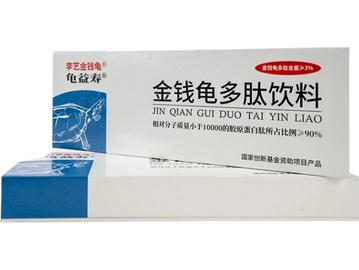 李艺金钱龟®
龟益寿®
金钱龟多肽含量≥3%
金钱龟多肽饮料
JIN QIAN GUI DUO TAI YIN LIAO
相对分子质量小于10000的胶原蛋白肽所占比例≥90%
国家创新基金资助项目产品